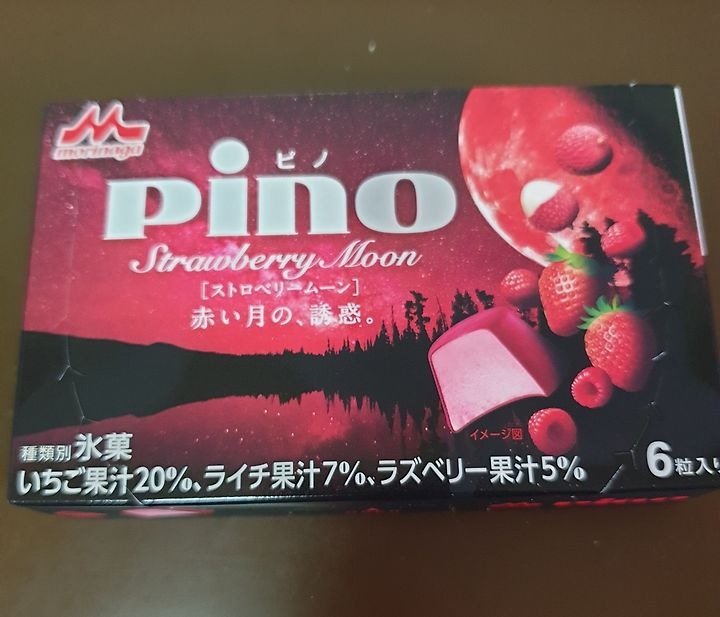 morinaga
ピノ
pino
Strawberry Moon
[ストロベリームーン]
赤い月の、誘惑。
イメージ図
種類別 氷菓
いちご果汁20%、ライチ果汁7%、ラズベリー果汁5%
6粒入り